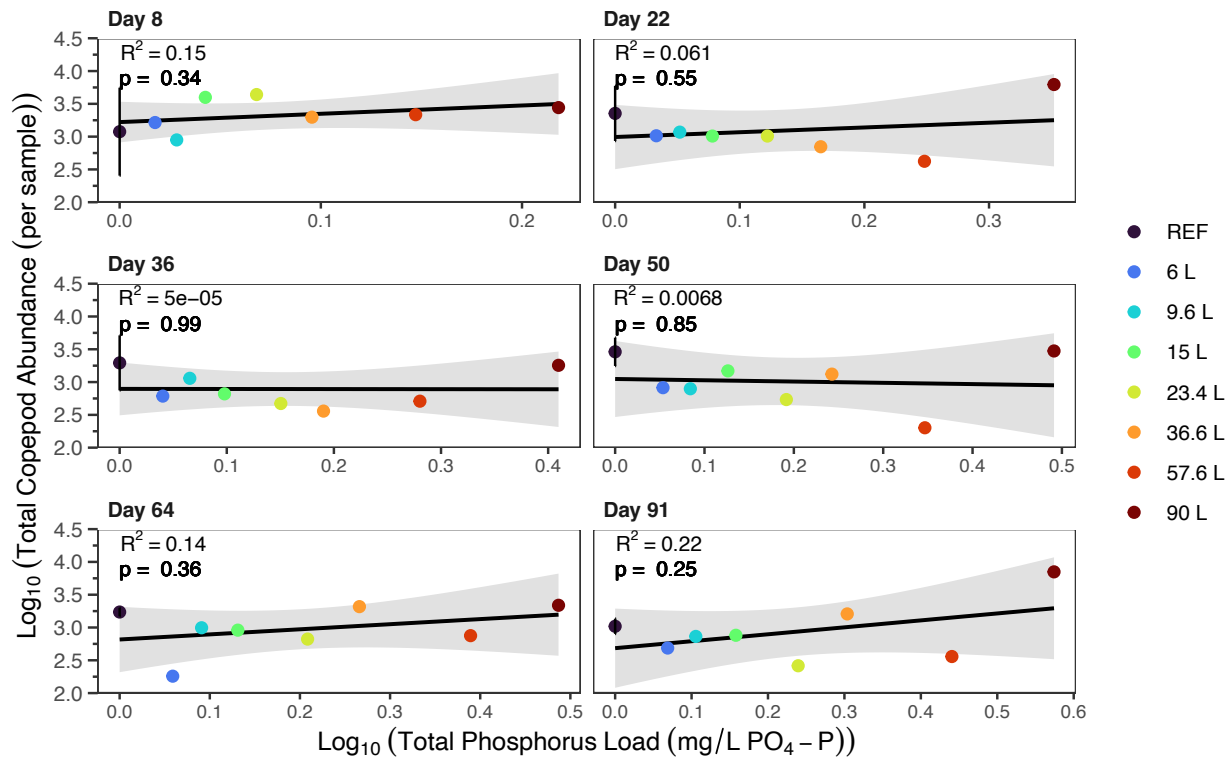 Day 8
R² = 0.15
p = 0.34
4.5
4.0
3.5
3.0
2.5
2.0
0.0 0.1 0.2
Day 22
R² = 0.061
p = 0.55
0.0 0.1 0.2 0.3
Day 36
R² = 5e−05
p = 0.99
4.5
4.0
3.5
3.0
2.5
2.0
0.0 0.1 0.2 0.3 0.4
Day 50
R² = 0.0068
p = 0.85
0.0 0.1 0.2 0.3 0.4 0.5
Day 64
R² = 0.14
p = 0.36
4.5
4.0
3.5
3.0
2.5
2.0
0.0 0.1 0.2 0.3 0.4 0.5
Day 91
R² = 0.22
p = 0.25
0.0 0.1 0.2 0.3 0.4 0.5 0.6
Log₁₀ (Total Copepod Abundance (per sample))
Log₁₀ (Total Phosphorus Load (mg/L PO₄ − P))
REF
6 L
9.6 L
15 L
23.4 L
36.6 L
57.6 L
90 L